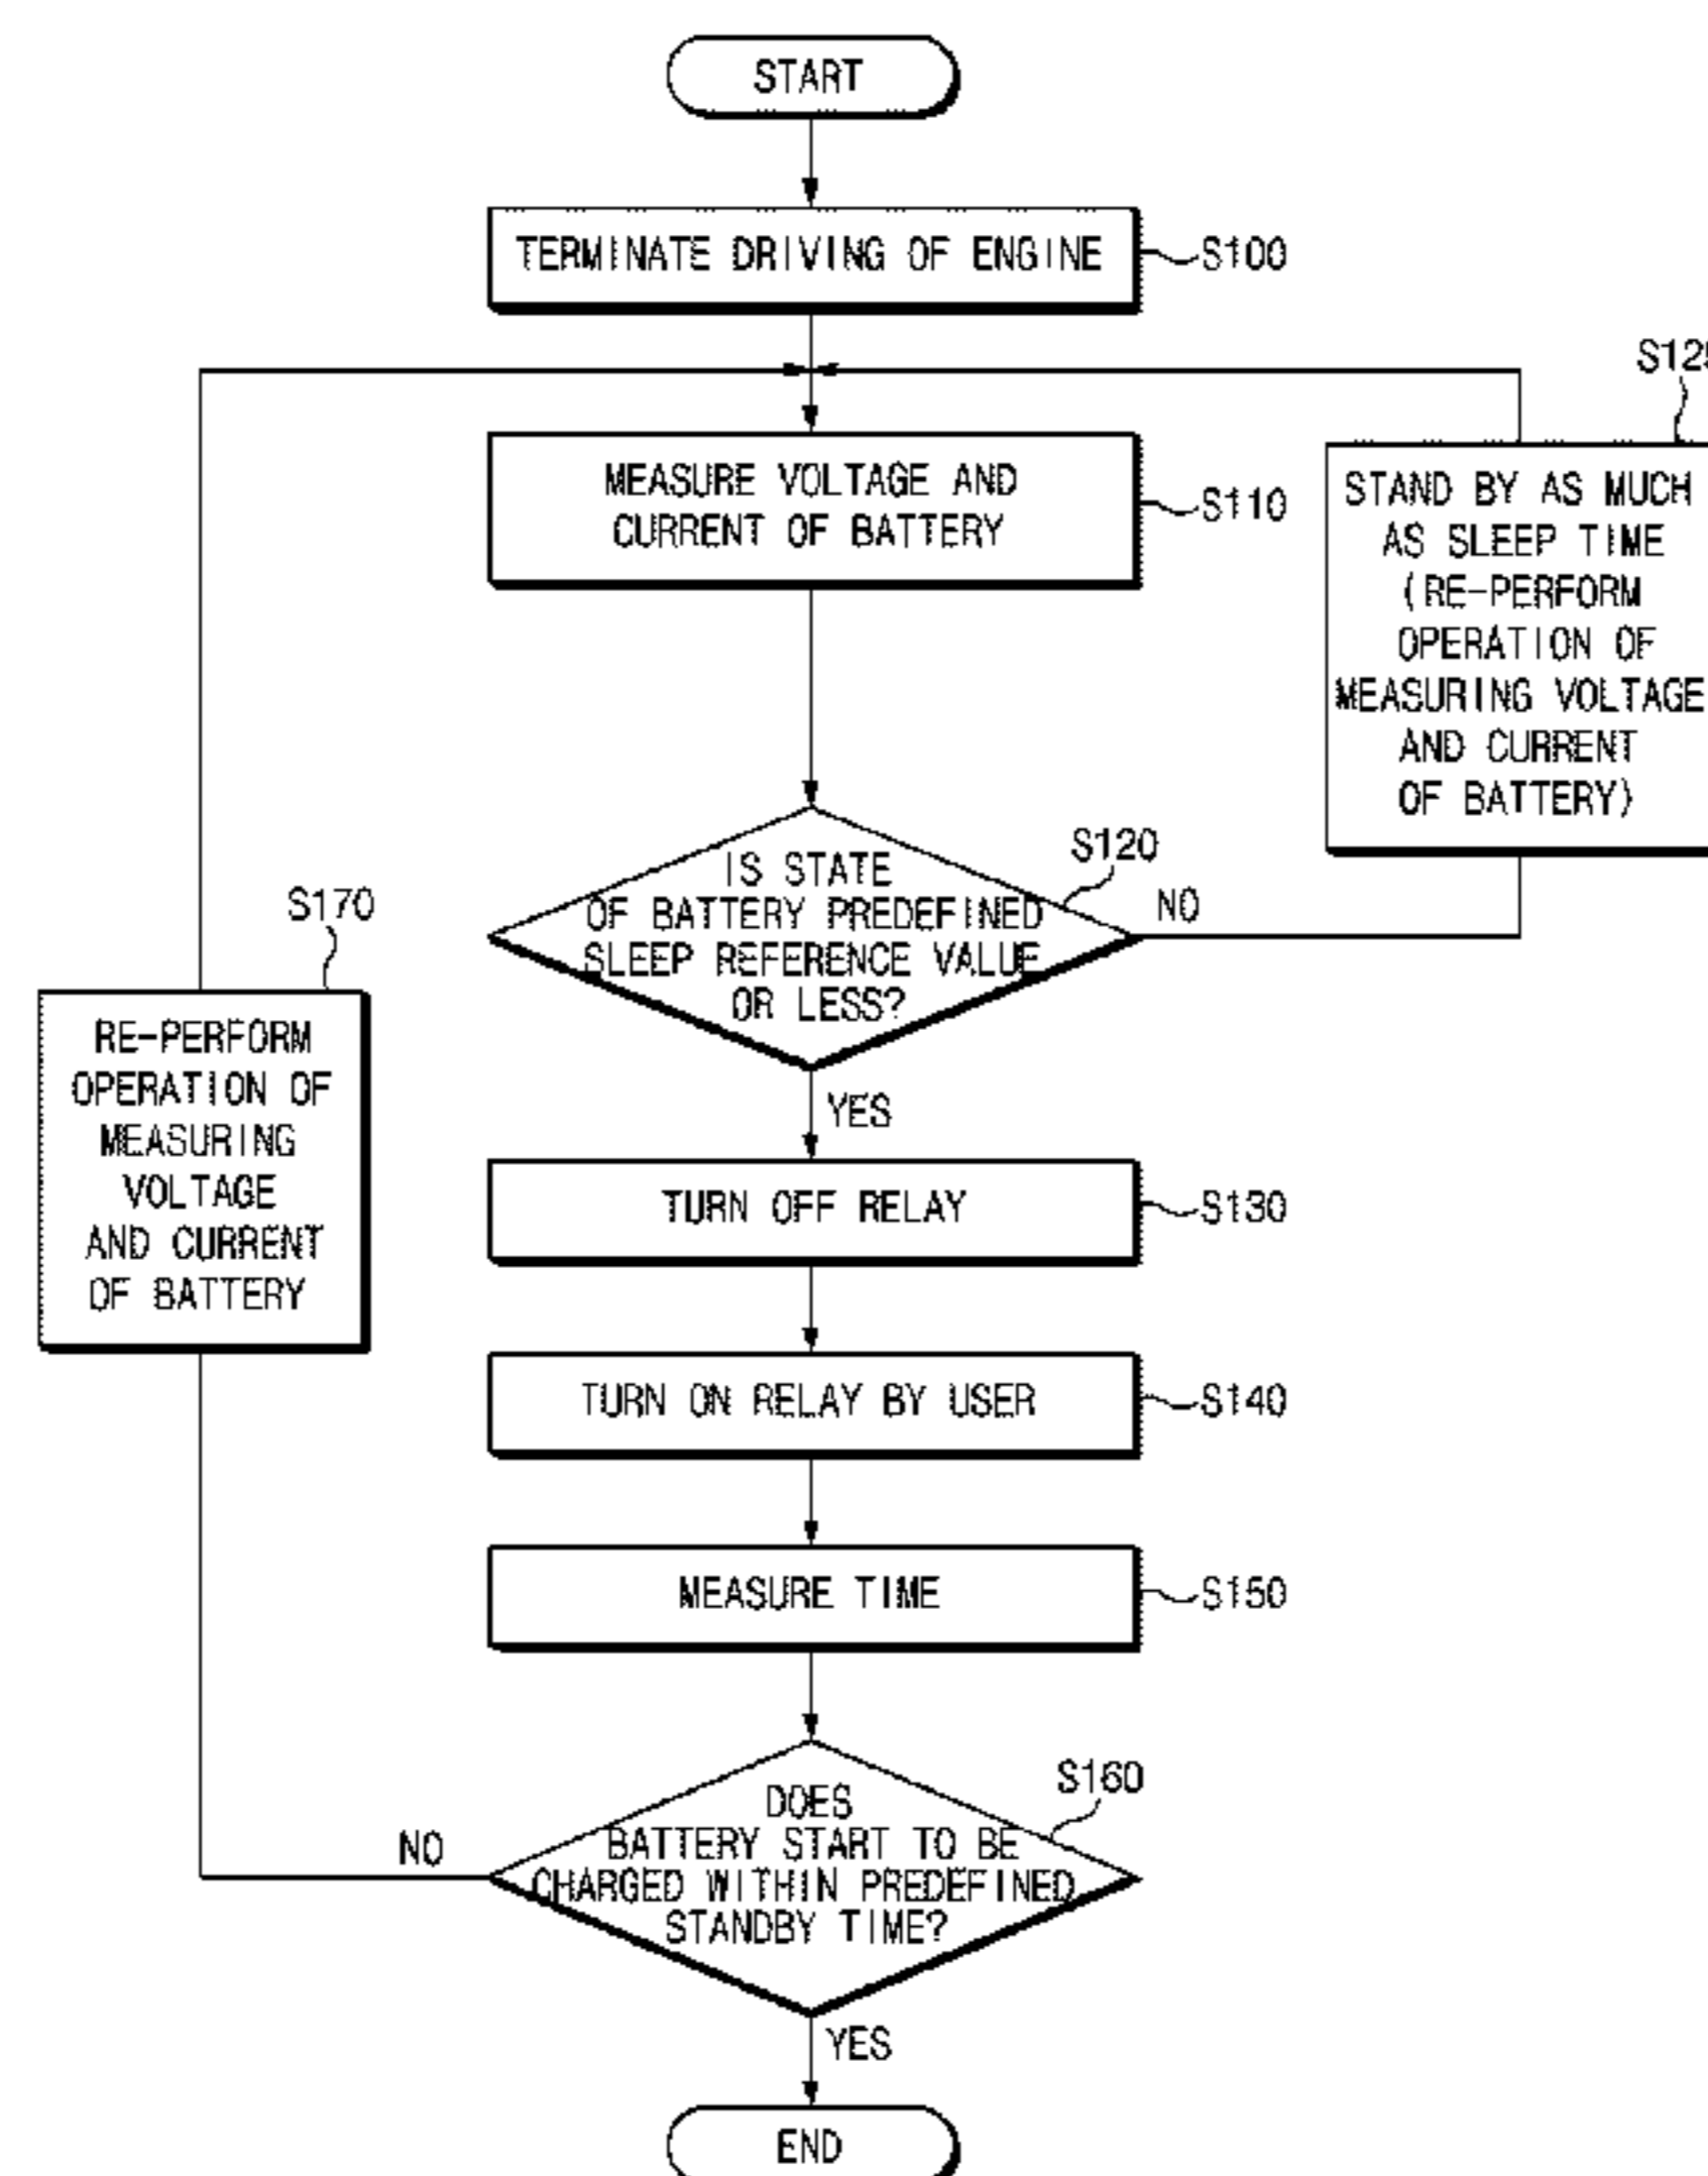 START
TERMINATE DRIVING OF ENGINE
S100
MEASURE VOLTAGE AND
CURRENT OF BATTERY
S110
STAND BY AS MUCH
AS SLEEP TIME
(RE-PERFORM
OPERATION OF
MEASURING VOLTAGE
AND CURRENT
OF BATTERY)
IS STATE
OF BATTERY PREDEFINED
SLEEP REFERENCE VALUE
OR LESS?
S120
NO
YES
S170
RE-PERFORM
OPERATION OF
MEASURING
VOLTAGE
AND CURRENT
OF BATTERY
TURN OFF RELAY
S130
TURN ON RELAY BY USER
S140
MEASURE TIME
S150
DOES
BATTERY START TO BE
CHARGED WITHIN PREDEFINED
STANDBY TIME?
S160
NO
YES
END